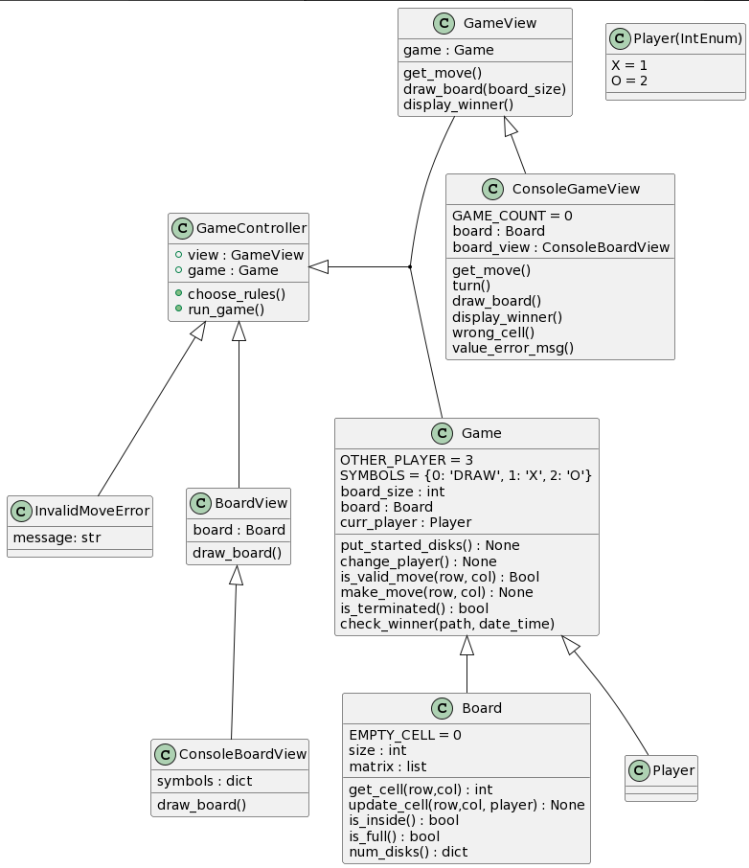 C GameView
game : Game
get_move()
draw_board(board_size)
display_winner()
C Player(IntEnum)
X = 1
O = 2
C ConsoleGameView
GAME_COUNT = 0
board : Board
board_view : ConsoleBoardView
get_move()
turn()
draw_board()
display_winner()
wrong_cell()
value_error_msg()
C GameController
view : GameView
game : Game
choose_rules()
run_game()
C Game
OTHER_PLAYER = 3
SYMBOLS = {0: 'DRAW', 1: 'X', 2: 'O'}
board_size : int
board : Board
curr_player : Player
put_started_disks() : None
change_player() : None
is_valid_move(row, col) : Bool
make_move(row, col) : None
is_terminated() : bool
check_winner(path, date_time)
C InvalidMoveError
message: str
C BoardView
board : Board
draw_board()
C ConsoleBoardView
symbols : dict
draw_board()
C Board
EMPTY_CELL = 0
size : int
matrix : list
get_cell(row,col) : int
update_cell(row,col, player) : None
is_inside() : bool
is_full() : bool
num_disks() : dict
C Player